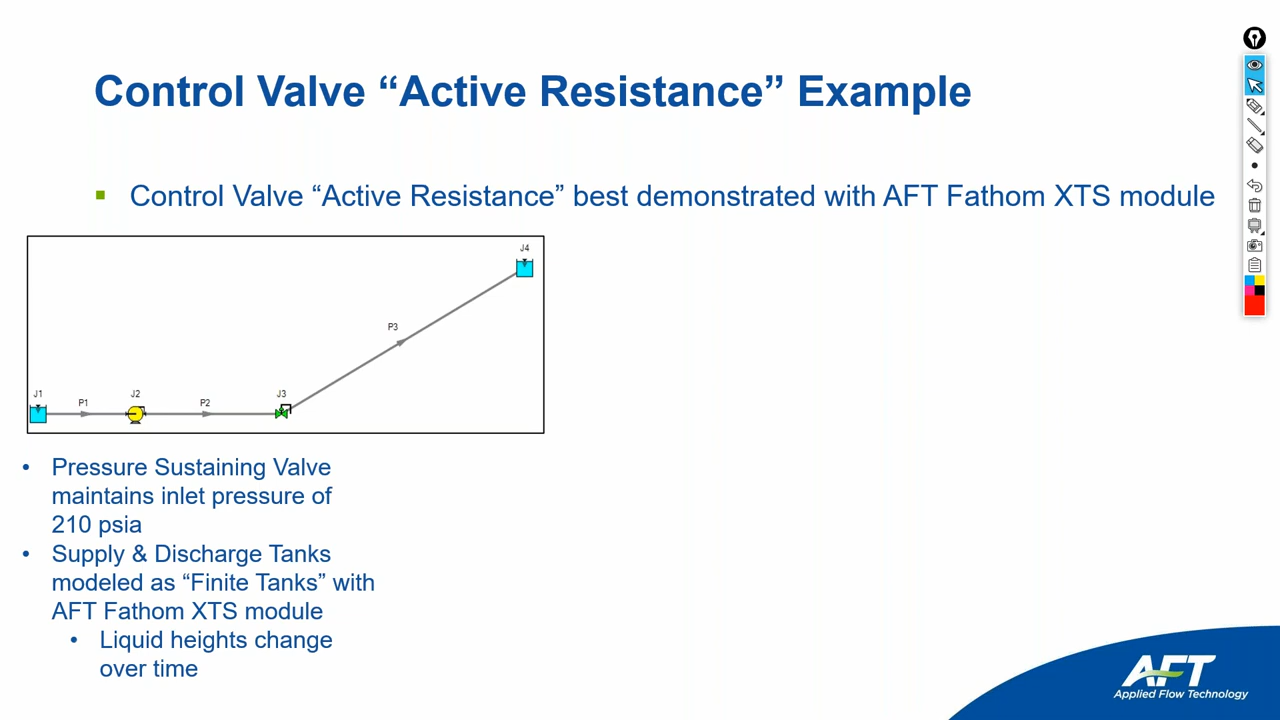 Control Valve “Active Resistance” Example
▪ Control Valve “Active Resistance” best demonstrated with AFT Fathom XTS module
J4
P3
J1
P1
J2
P2
J3
• Pressure Sustaining Valve
maintains inlet pressure of
210 psia
• Supply & Discharge Tanks
modeled as “Finite Tanks” with
AFT Fathom XTS module
• Liquid heights change
over time
AFT
Applied Flow Technology